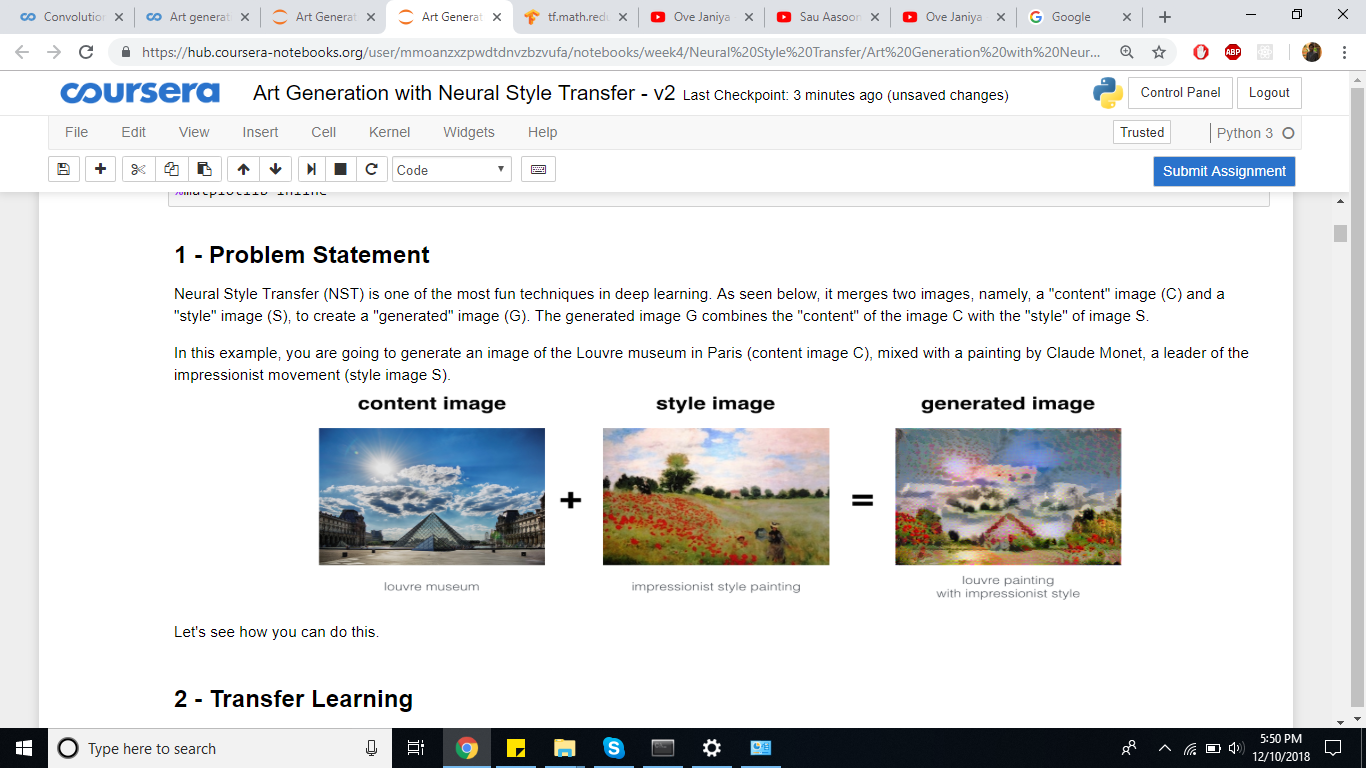 Convolution
Art generat
Art Generat
Art Generat
tf.math.redu
Ove Janiya
Sau Aasoon
Ove Janiya
Google
https://hub.coursera-notebooks.org/user/mmoanzxzpwdtdnvzbzvufa/notebooks/week4/Neural%20Style%20Transfer/Art%20Generation%20with%20Neur...
ABP
coursera Art Generation with Neural Style Transfer - v2 Last Checkpoint: 3 minutes ago (unsaved changes) Control Panel Logout
File Edit View Insert Cell Kernel Widgets Help Trusted Python 3
Code Submit Assignment
%matplotlib inline
1 - Problem Statement
Neural Style Transfer (NST) is one of the most fun techniques in deep learning. As seen below, it merges two images, namely, a "content" image (C) and a
"style" image (S), to create a "generated" image (G). The generated image G combines the "content" of the image C with the "style" of image S.
In this example, you are going to generate an image of the Louvre museum in Paris (content image C), mixed with a painting by Claude Monet, a leader of the
impressionist movement (style image S).
content image style image generated image
+ =
louvre museum impressionist style painting louvre painting
with impressionist style
Let's see how you can do this.
2 - Transfer Learning
Type here to search
5:50 PM
12/10/2018